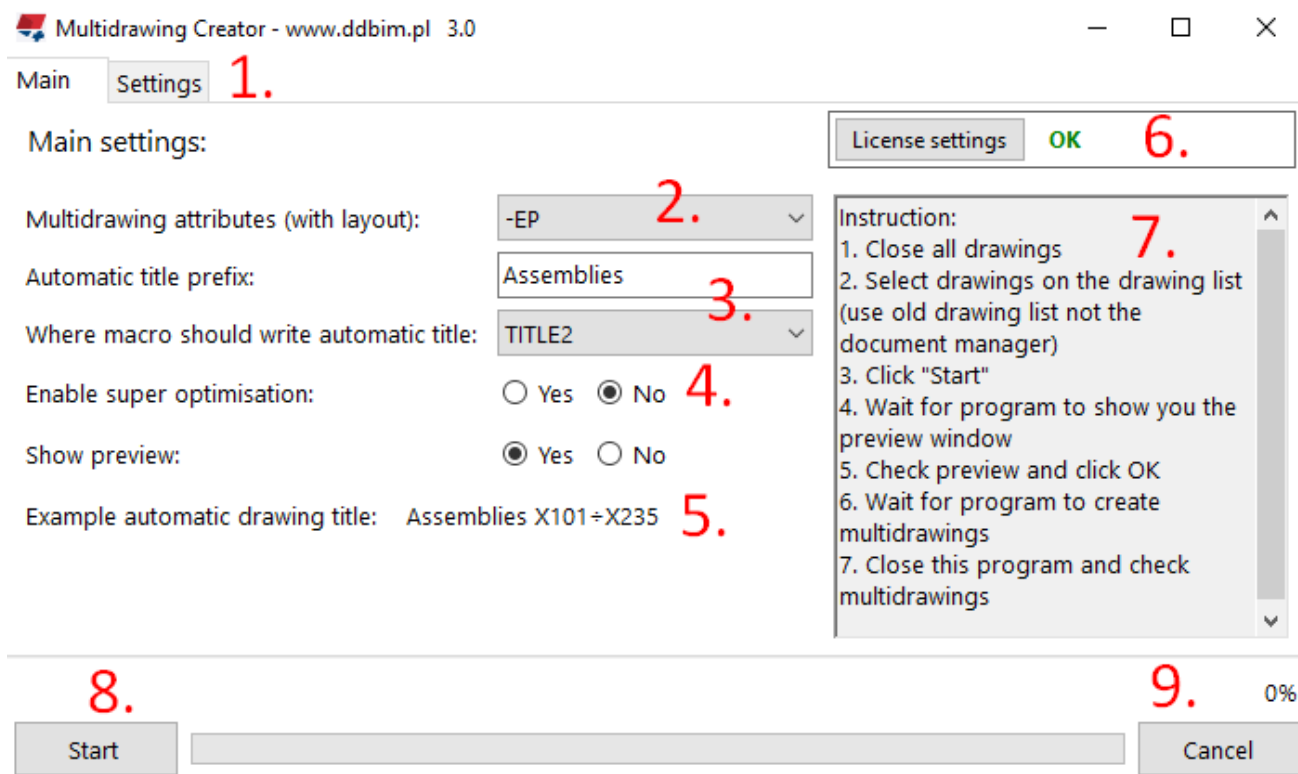 Multidrawing Creator - www.ddbim.pl 3.0
Main Settings 1.
Main settings:
License settings OK 6.
Multidrawing attributes (with layout): -EP 2.
Automatic title prefix: Assemblies
3.
Where macro should write automatic title: TITLE2
Enable super optimisation: Yes No 4.
Show preview: Yes No
Example automatic drawing title: Assemblies X101÷X235 5.
Instruction: 7.
1. Close all drawings
2. Select drawings on the drawing list
(use old drawing list not the
document manager)
3. Click "Start"
4. Wait for program to show you the
preview window
5. Check preview and click OK
6. Wait for program to create
multidrawings
7. Close this program and check
multidrawings
8. 9. 0%
Start Cancel